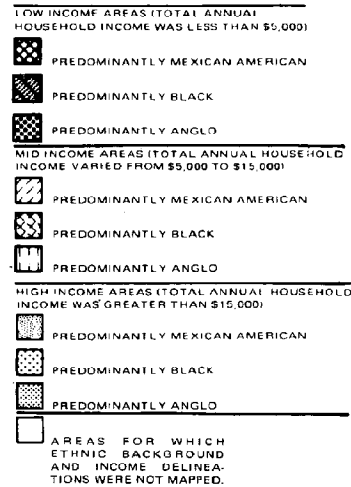 LOW INCOME AREAS (TOTAL ANNUAL
HOUSEHOLD INCOME WAS LESS THAN $5,000)
PREDOMINANTLY MEXICAN AMERICAN
PREDOMINANTLY BLACK
PREDOMINANTLY ANGLO
MID INCOME AREAS (TOTAL ANNUAL HOUSEHOLD
INCOME VARIED FROM $5,000 TO $15,000)
PREDOMINANTLY MEXICAN AMERICAN
PREDOMINANTLY BLACK
PREDOMINANTLY ANGLO
HIGH INCOME AREAS (TOTAL ANNUAL HOUSEHOLD
INCOME WAS GREATER THAN $15,000)
PREDOMINANTLY MEXICAN AMERICAN
PREDOMINANTLY BLACK
PREDOMINANTLY ANGLO
AREAS FOR WHICH
ETHNIC BACKGROUND
AND INCOME DELINEA-
TIONS WERE NOT MAPPED.